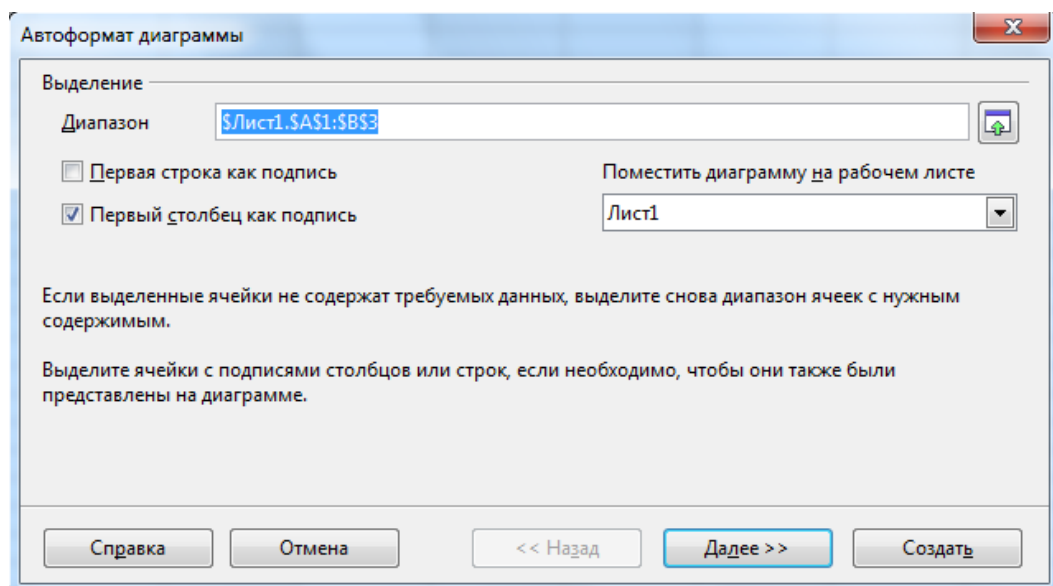 Автоформат диаграммы
Выделение
Диапазон
$Лист1.$A$1:$B$3
Первая строка как подпись
Поместить диаграмму на рабочем листе
Первый столбец как подпись
Лист1
Если выделенные ячейки не содержат требуемых данных, выделите снова диапазон ячеек с нужным
содержимым.
Выделите ячейки с подписями столбцов или строк, если необходимо, чтобы они также были
представлены на диаграмме.
Справка
Отмена
<< Назад
Далее >>
Создать